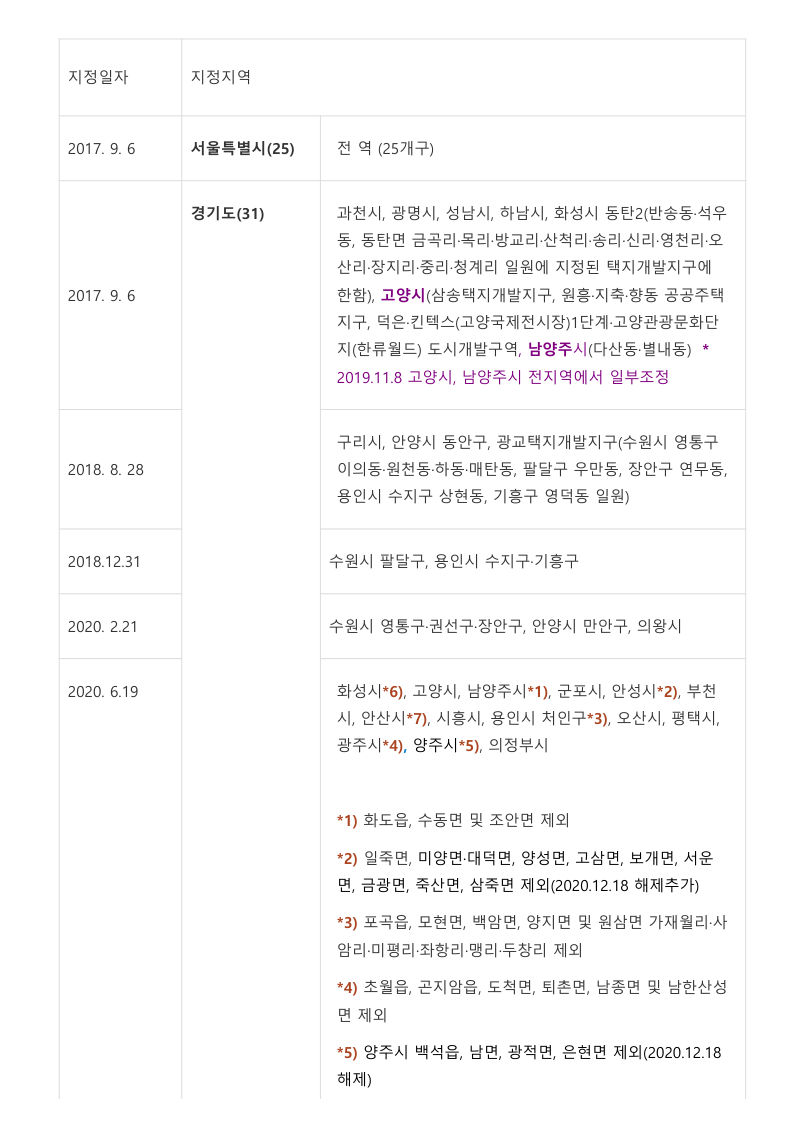 지정일자
지정지역
2017. 9. 6
서울특별시(25)
전 역 (25개구)
2017. 9. 6
경기도(31)
과천시, 광명시, 성남시, 하남시, 화성시 동탄2(반송동·석우
동, 동탄면 금곡리·목리·방교리·산척리·송리·신리·영천리·오
산리·장지리·중리·청계리 일원에 지정된 택지개발지구에
한함), 고양시(삼송택지개발지구, 원흥·지축·향동 공공주택
지구, 덕은·킨텍스(고양국제전시장)1단계·고양관광문화단
지(한류월드) 도시개발구역, 남양주시(다산동·별내동) *
2019.11.8 고양시, 남양주시 전지역에서 일부조정
2018. 8. 28
구리시, 안양시 동안구, 광교택지개발지구(수원시 영통구
이의동·원천동·하동·매탄동, 팔달구 우만동, 장안구 연무동,
용인시 수지구 상현동, 기흥구 영덕동 일원)
2018.12.31
수원시 팔달구, 용인시 수지구·기흥구
2020. 2.21
수원시 영통구·권선구·장안구, 안양시 만안구, 의왕시
2020. 6.19
화성시*6), 고양시, 남양주시*1), 군포시, 안성시*2), 부천
시, 안산시*7), 시흥시, 용인시 처인구*3), 오산시, 평택시,
광주시*4), 양주시*5), 의정부시
*1) 화도읍, 수동면 및 조안면 제외
*2) 일죽면, 미양면·대덕면, 양성면, 고삼면, 보개면, 서운
면, 금광면, 죽산면, 삼죽면 제외(2020.12.18 해제추가)
*3) 포곡읍, 모현면, 백암면, 양지면 및 원삼면 가재월리·사
암리·미평리·좌항리·맹리·두창리 제외
*4) 초월읍, 곤지암읍, 도척면, 퇴촌면, 남종면 및 남한산성
면 제외
*5) 양주시 백석읍, 남면, 광적면, 은현면 제외(2020.12.18
해제)